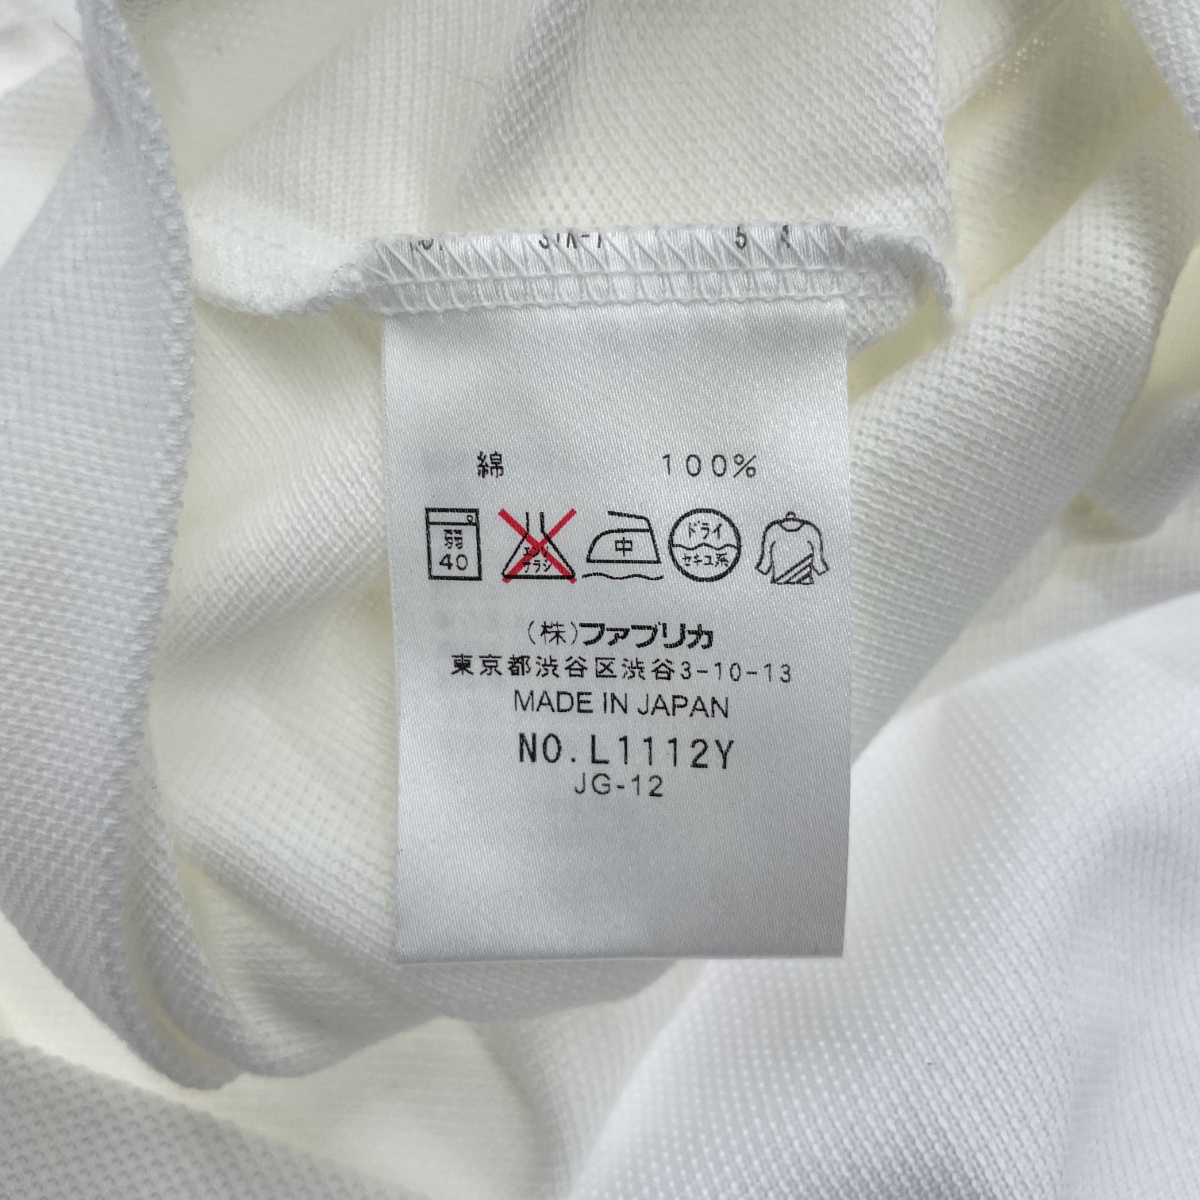 綿 100%
弱 40 エンソ サラシ 中 ドライ セキユ系
(株)ファブリカ
東京都渋谷区渋谷3-10-13
MADE IN JAPAN
NO.L1112Y
JG-12